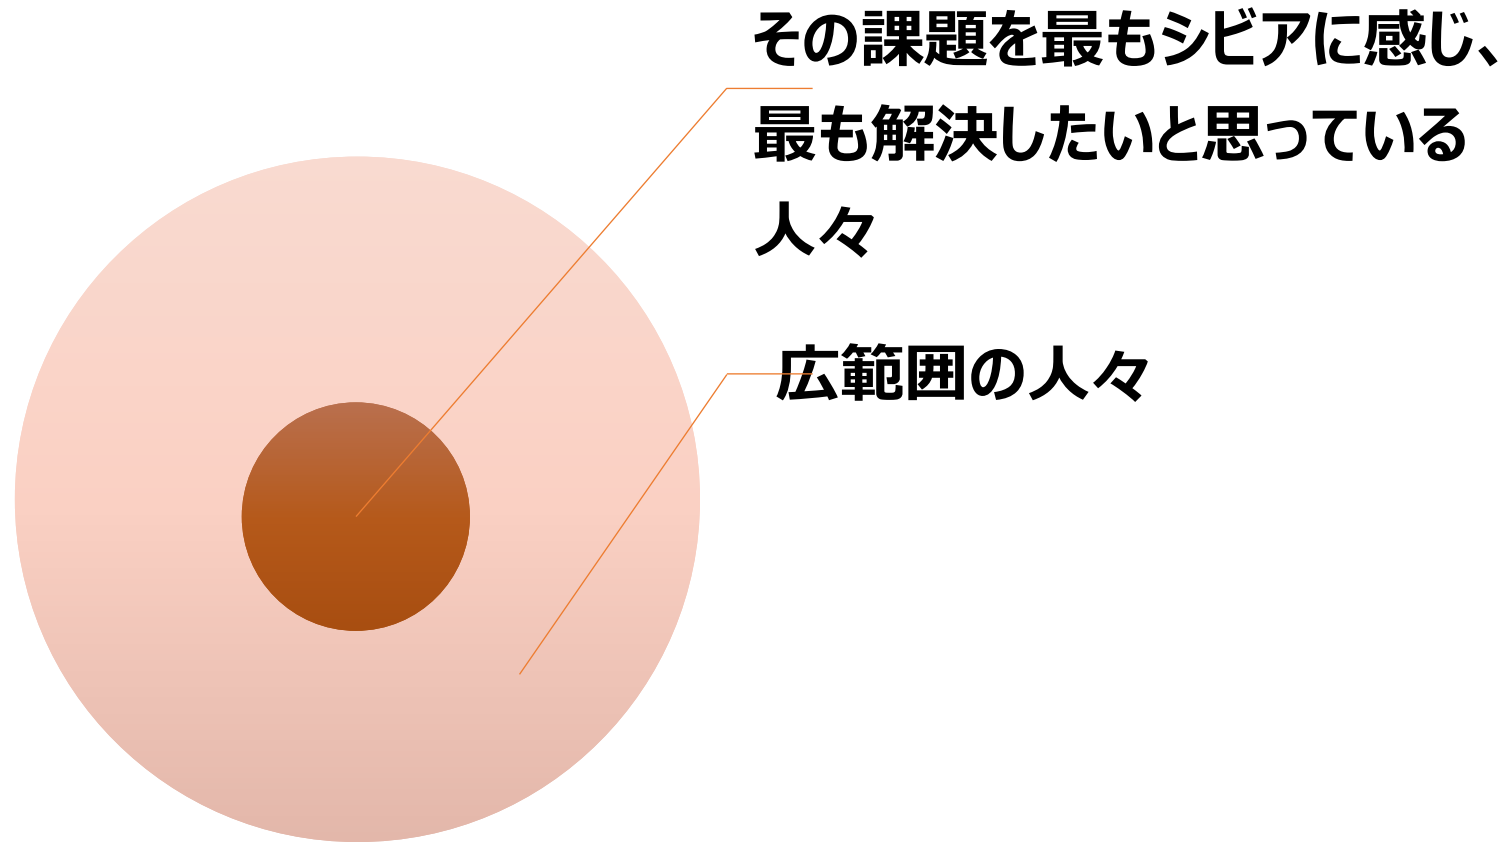 その課題を最もシビアに感じ、
最も解決したいと思っている
人々
広範囲の人々